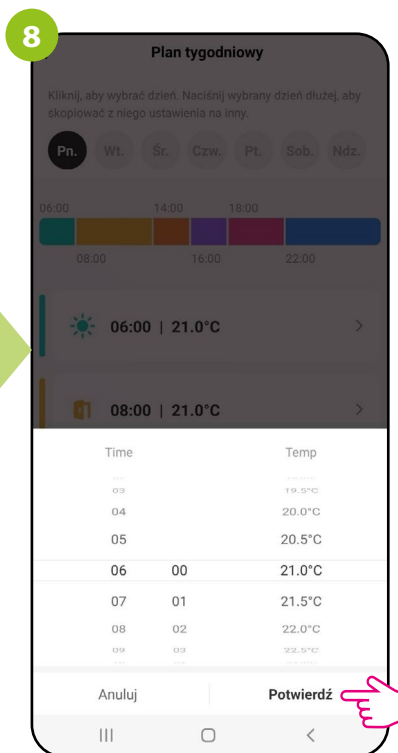 8
Plan tygodniowy
Kliknij, aby wybrać dzień. Naciśnij wybrany dzień dłużej, aby
skopiować z niego ustawienia na inny.
Pn. Wt. Śr. Czw. Pt. Sob. Ndz.
06:00 14:00 18:00
08:00 16:00 22:00
06:00 | 21.0°C
08:00 | 21.0°C
Time Temp
03 19.5°C
04 20.0°C
05 20.5°C
06 00 21.0°C
07 01 21.5°C
08 02 22.0°C
09 03 22.5°C
Anuluj Potwierdź